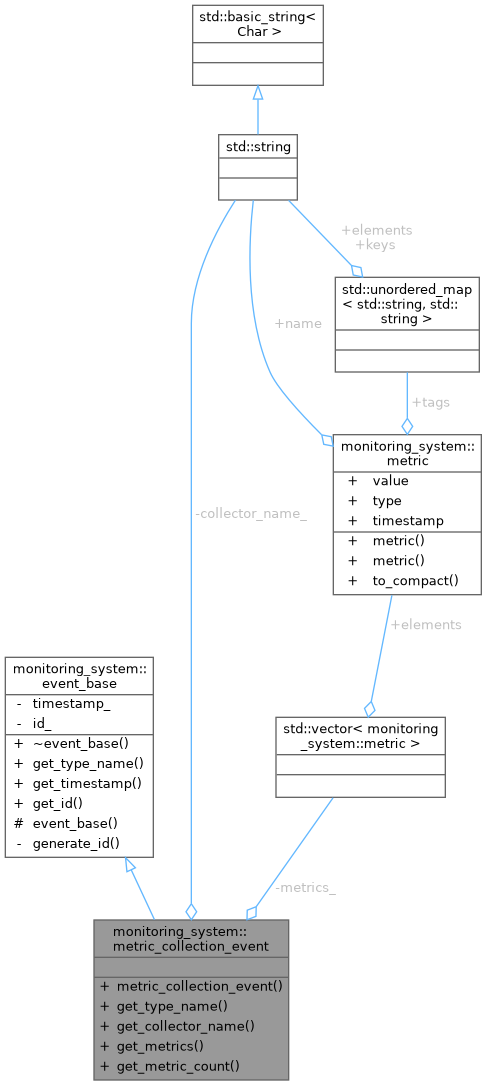 std::basic_string<
Char >
std::string
+elements
+keys
std::unordered_map
< std::string, std::
string >
+name
+tags
monitoring_system::
metric
+ value
+ type
+ timestamp
+ metric()
+ metric()
+ to_compact()
-collector_name_
+elements
monitoring_system::
event_base
- timestamp_
- id_
+ ~event_base()
+ get_type_name()
+ get_timestamp()
+ get_id()
# event_base()
- generate_id()
std::vector< monitoring
_system::metric >
-metrics_
monitoring_system::
metric_collection_event
+ metric_collection_event()
+ get_type_name()
+ get_collector_name()
+ get_metrics()
+ get_metric_count()